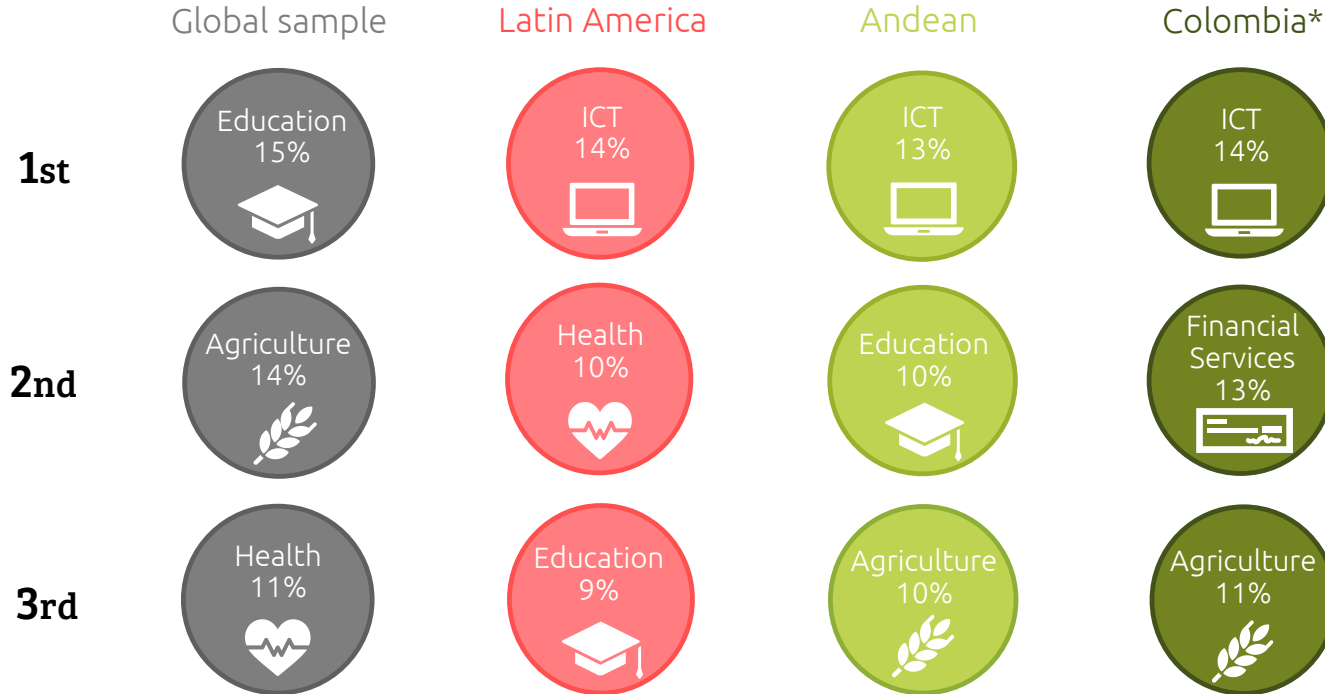 Global sample
Latin America
Andean
Colombia*
1st
Education
15%
ICT
14%
ICT
13%
ICT
14%
2nd
Agriculture
14%
Health
10%
Education
10%
Financial
Services
13%
3rd
Health
11%
Education
9%
Agriculture
10%
Agriculture
11%